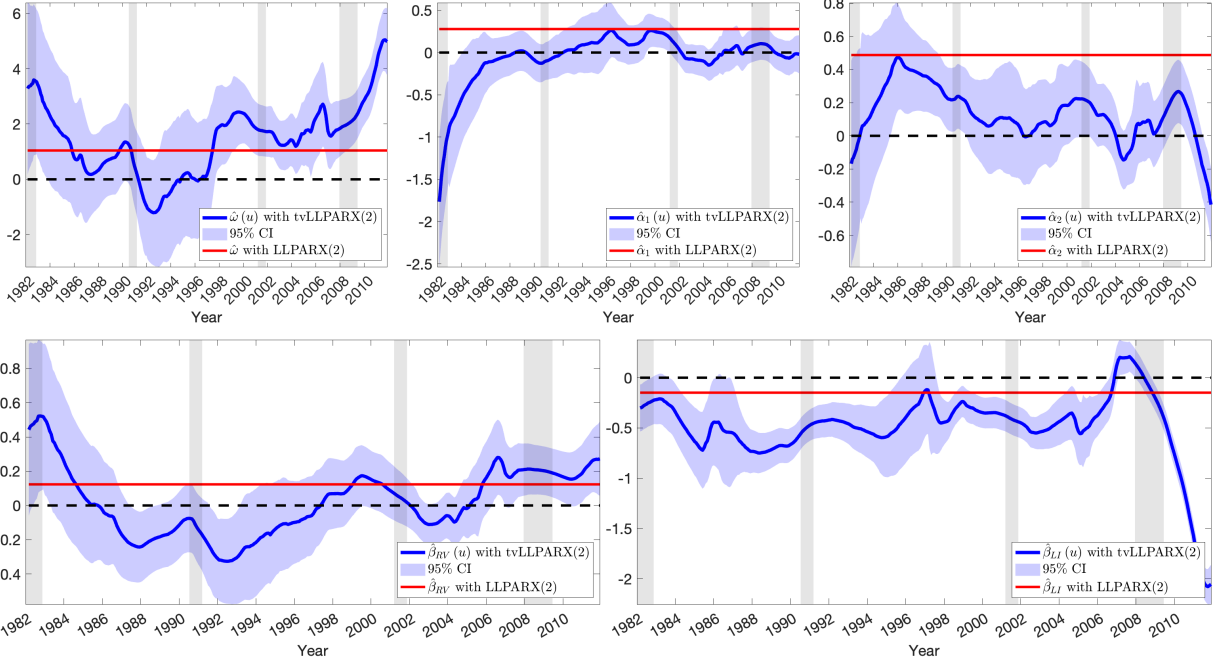 6
4
2
0
-2
1982 1984 1986 1988 1990 1992 1994 1996 1998 2000 2002 2004 2006 2008 2010
Year
ω̂ (u) with tvLLPARX(2)
95% CI
ω̂ with LLPARX(2)
0.5
0
-0.5
-1
-1.5
-2
-2.5
1982 1984 1986 1988 1990 1992 1994 1996 1998 2000 2002 2004 2006 2008 2010
Year
α̂₁ (u) with tvLLPARX(2)
95% CI
α̂₁ with LLPARX(2)
0.8
0.6
0.4
0.2
0
-0.2
-0.4
-0.6
1982 1984 1986 1988 1990 1992 1994 1996 1998 2000 2002 2004 2006 2008 2010
Year
α̂₂ (u) with tvLLPARX(2)
95% CI
α̂₂ with LLPARX(2)
0.8
0.6
0.4
0.2
0
0.2
0.4
1982 1984 1986 1988 1990 1992 1994 1996 1998 2000 2002 2004 2006 2008 2010
Year
β̂_RV (u) with tvLLPARX(2)
95% CI
β̂_RV with LLPARX(2)
0
-0.5
-1
-1.5
-2
1982 1984 1986 1988 1990 1992 1994 1996 1998 2000 2002 2004 2006 2008 2010
Year
β̂_LI (u) with tvLLPARX(2)
95% CI
β̂_LI with LLPARX(2)